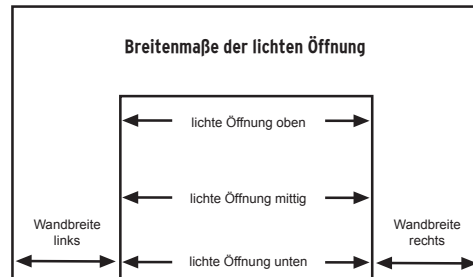 Breitenmaße der lichten Öffnung
lichte Öffnung oben
lichte Öffnung mittig
Wandbreite
links
lichte Öffnung unten
Wandbreite
rechts